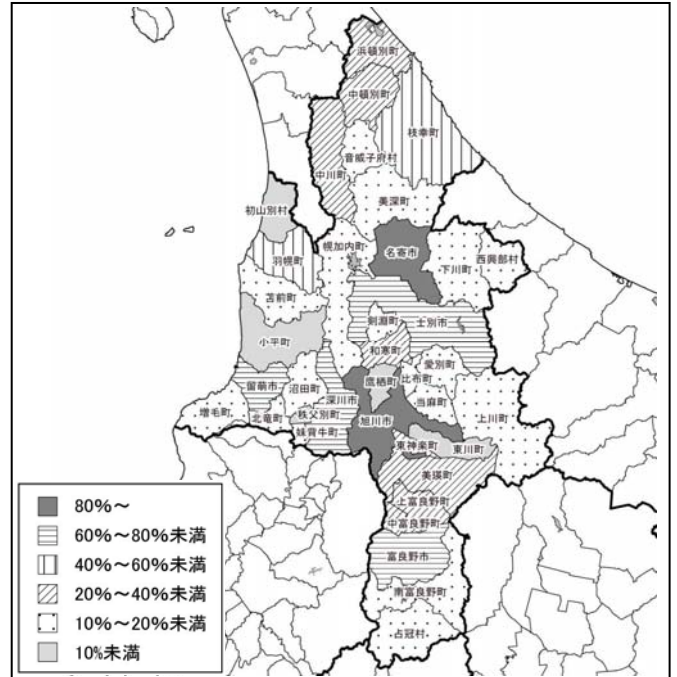 浜頓別町
中頓別町
枝幸町
音威子府村
中川町
美深町
初山別村
名寄市
幌加内町
西興部村
羽幌町
下川町
苫前町
剣淵町
士別市
小平町
和寒町
愛別町
鷹栖町
比布町
留萌市
沼田町
深川市
当麻町
上川町
増毛町
北竜町
秩父別町
旭川市
妹背牛町
東神楽町
東川町
美瑛町
上富良野町
中富良野町
富良野市
南富良野町
占冠村
80%~
60%~80%未満
40%~60%未満
20%~40%未満
10%~20%未満
10%未満